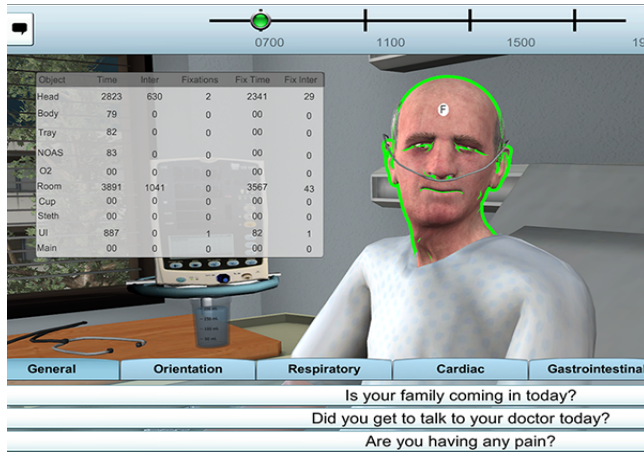 0700 1100 1500 19
Object Time Inter Fixations Fix Time Fix Inter
Head 2823 630 2 2341 29
Body 79 0 0 00 0
Tray 82 0 0 00 0
NOAS 83 0 0 00 0
O2 00 0 0 00 0
Room 3891 1041 0 3567 43
Cup 00 0 0 00 0
Steth 00 0 0 00 0
UI 887 0 1 82 1
Main 00 0 0 00 0
F
General Orientation Respiratory Cardiac Gastrointestinal
Is your family coming in today?
Did you get to talk to your doctor today?
Are you having any pain?